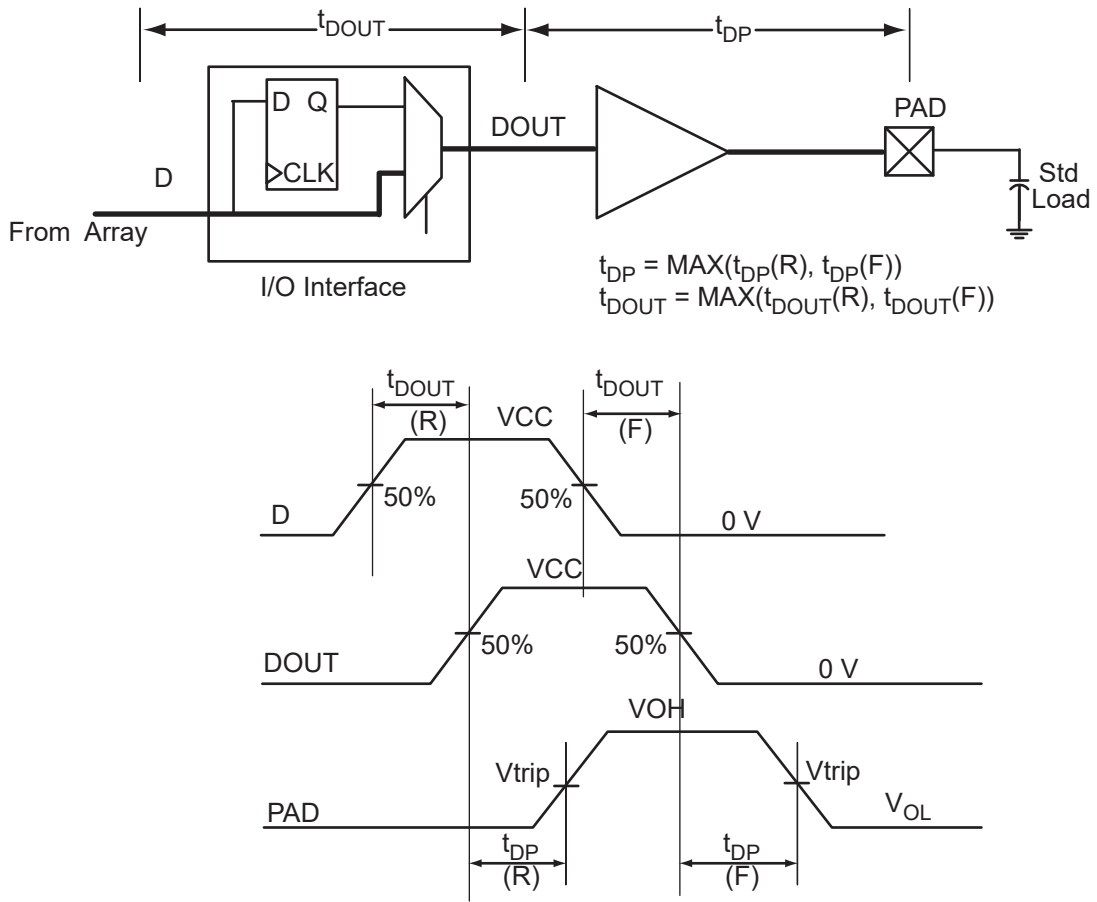 tDOUT
tDP
D Q
CLK
D
DOUT
PAD
Std
Load
From Array
I/O Interface
tDP = MAX(tDP(R), tDP(F))
tDOUT = MAX(tDOUT(R), tDOUT(F))
tDOUT
(R)
VCC
tDOUT
(F)
50%
50%
D
0 V
VCC
50%
50%
DOUT
0 V
VOH
Vtrip
Vtrip
PAD
VOL
tDP
(R)
tDP
(F)